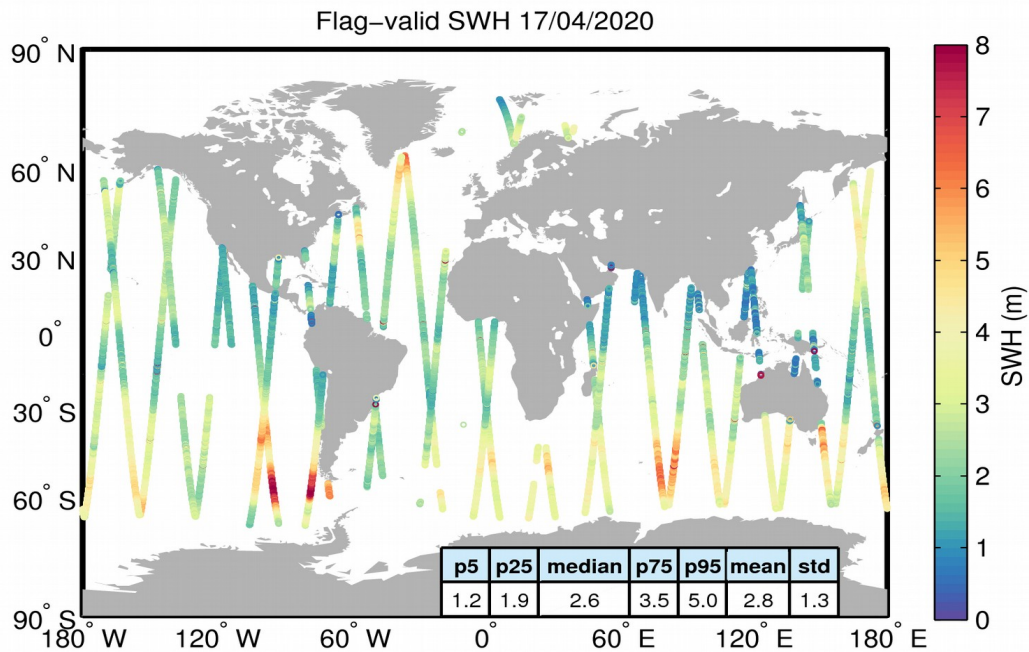 Flag−valid SWH 17/04/2020
90° N
60° N
30° N
0°
30° S
60° S
90° S
180° W
120° W
60° W
0°
60° E
120° E
180° E
8
7
6
5
4
3
2
1
0
SWH (m)
p5 p25 median p75 p95 mean std
1.2 1.9 2.6 3.5 5.0 2.8 1.3